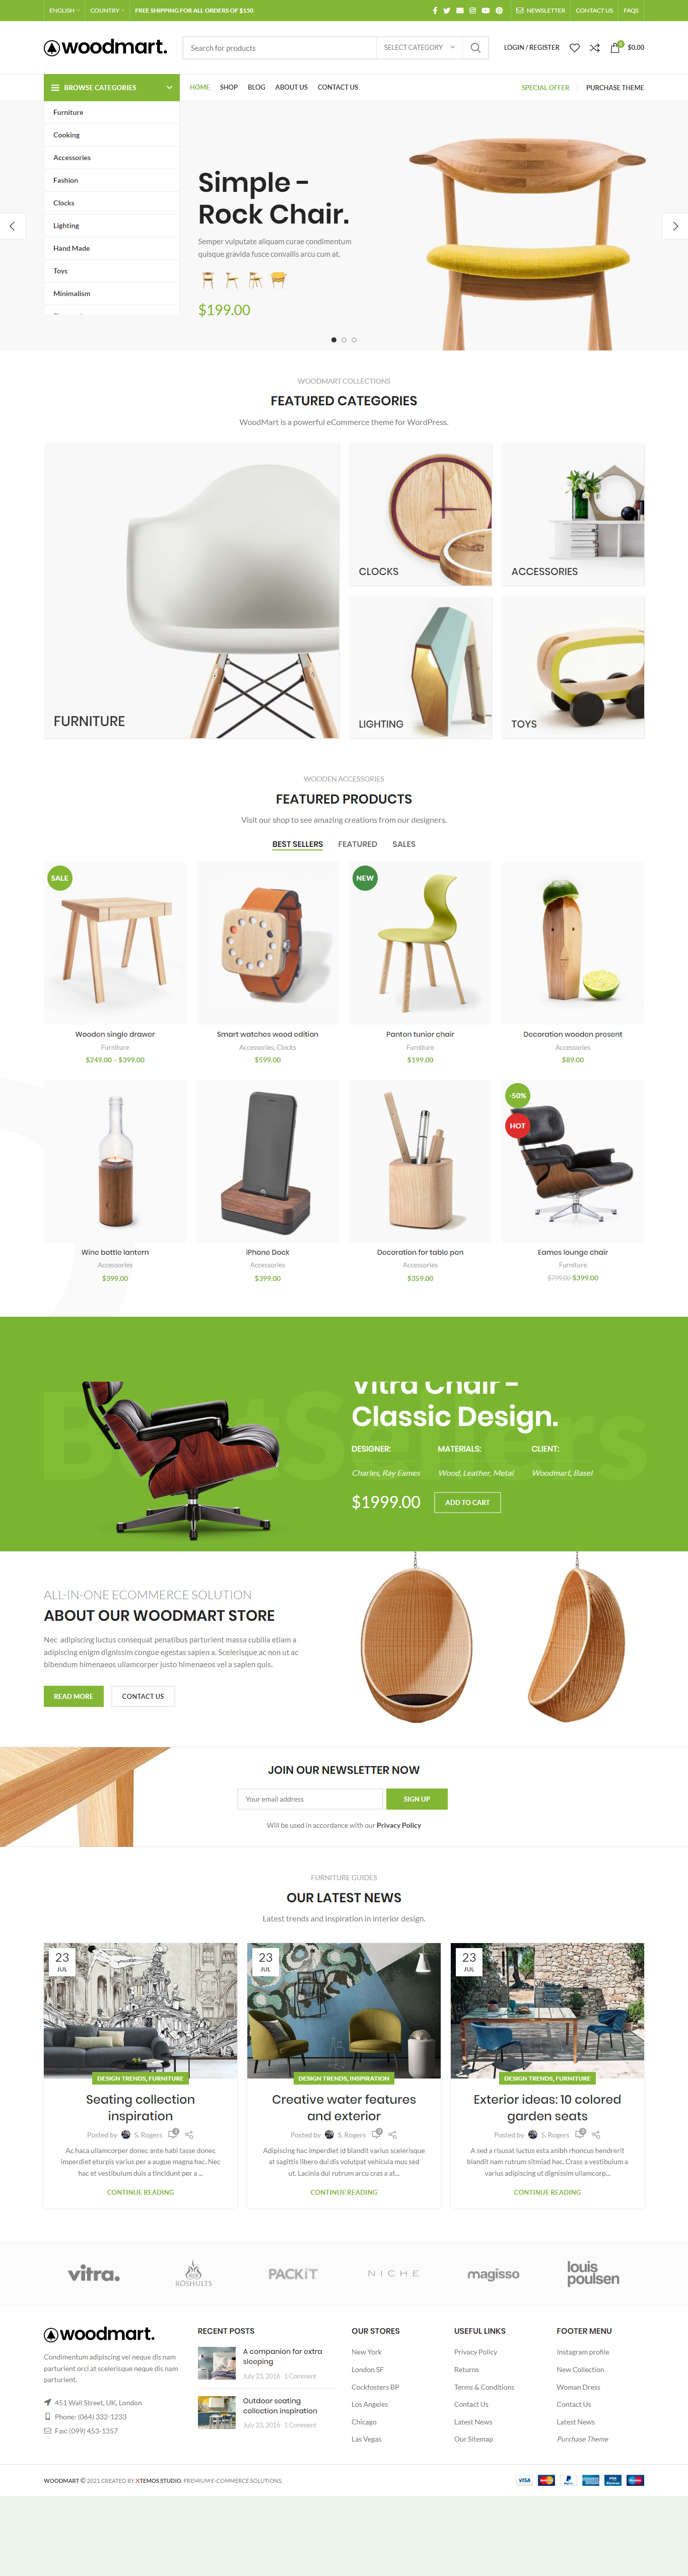 ENGLISH COUNTRY FREE SHIPPING FOR ALL ORDERS OF $150 NEWSLETTER CONTACT US FAQS
woodmart. Search for products SELECT CATEGORY LOGIN / REGISTER 0 $0.00
BROWSE CATEGORIES HOME SHOP BLOG ABOUT US CONTACT US SPECIAL OFFER PURCHASE THEME
Furniture
Cooking
Accessories
Fashion
Clocks
Lighting
Hand Made
Toys
Minimalism
Simple -
Rock Chair.
Semper vulputate aliquam curae condimentum
quisque gravida fusce convallis arcu cum at.
$199.00
WOODMART COLLECTIONS
FEATURED CATEGORIES
WoodMart is a powerful eCommerce theme for WordPress.
FURNITURE
CLOCKS
ACCESSORIES
LIGHTING
TOYS
WOODEN ACCESSORIES
FEATURED PRODUCTS
Visit our shop to see amazing creations from our designers.
BEST SELLERS FEATURED SALES
SALE
NEW
Wooden single drawer
Furniture
$249.00 – $399.00
Smart watches wood edition
Accessories, Clocks
$599.00
Panton tunior chair
Furniture
$199.00
Decoration wooden present
Accessories
$89.00
-50%
HOT
Wine bottle lantern
Accessories
$399.00
iPhone Dock
Accessories
$399.00
Decoration for table pen
Accessories
$359.00
Eames lounge chair
Furniture
$799.00 $399.00
Best Sellers
Vitra Chair -
Classic Design.
DESIGNER: MATERIALS: CLIENT:
Charles, Ray Eames Wood, Leather, Metal Woodmart, Basel
$1999.00 ADD TO CART
ALL-IN-ONE ECOMMERCE SOLUTION
ABOUT OUR WOODMART STORE
Nec adipiscing luctus consequat penatibus parturient massa cubilia etiam a
adipiscing enigm dignissim congue egestas sapien a. Scelerisque ac non ut ac
bibendum himenaeos ullamcorper justo himenaeos vel a sapien quis.
READ MORE CONTACT US
JOIN OUR NEWSLETTER NOW
Your email address SIGN UP
Will be used in accordance with our Privacy Policy
FURNITURE GUIDES
OUR LATEST NEWS
Latest trends and inspiration in interior design.
23
JUL
DESIGN TRENDS, FURNITURE
Seating collection
inspiration
Posted by S. Rogers
Ac haca ullamcorper donec ante habi tasse donec
imperdiet eturpis varius per a augue magna hac. Nec
hac et vestibulum duis a tincidunt per a ...
CONTINUE READING
23
JUL
DESIGN TRENDS, INSPIRATION
Creative water features
and exterior
Posted by S. Rogers
Adipiscing hac imperdiet id blandit varius scelerisque
at sagittis libero dui dis volutpat vehicula mus sed
ut. Lacinia dui rutrum arcu cras a at...
CONTINUE READING
23
JUL
DESIGN TRENDS, FURNITURE
Exterior ideas: 10 colored
garden seats
Posted by S. Rogers
A sed a risusat luctus esta anibh rhoncus hendrerit
blandit nam rutrum sitmiad hac. Crass a vestibulum a
varius adipiscing ut dignissim ullamcorp...
CONTINUE READING
vitra. RÖSHULTS PACKIT NICHE magisso louis
poulsen
woodmart.
Condimentum adipiscing vel neque dis nam
parturient orci at scelerisque neque dis nam
parturient.
451 Wall Street, UK, London
Phone: (064) 332-1233
Fax: (099) 453-1357
RECENT POSTS
A companion for extra
sleeping
July 23, 2016 1 Comment
Outdoor seating
collection inspiration
July 23, 2016 1 Comment
OUR STORES
New York
London SF
Cockfosters BP
Los Angeles
Chicago
Las Vegas
USEFUL LINKS
Privacy Policy
Returns
Terms & Conditions
Contact Us
Latest News
Our Sitemap
FOOTER MENU
Instagram profile
New Collection
Woman Dress
Contact Us
Latest News
Purchase Theme
WOODMART © 2021 CREATED BY XTEMOS STUDIO. PREMIUM E-COMMERCE SOLUTIONS.
VISA MasterCard PayPal